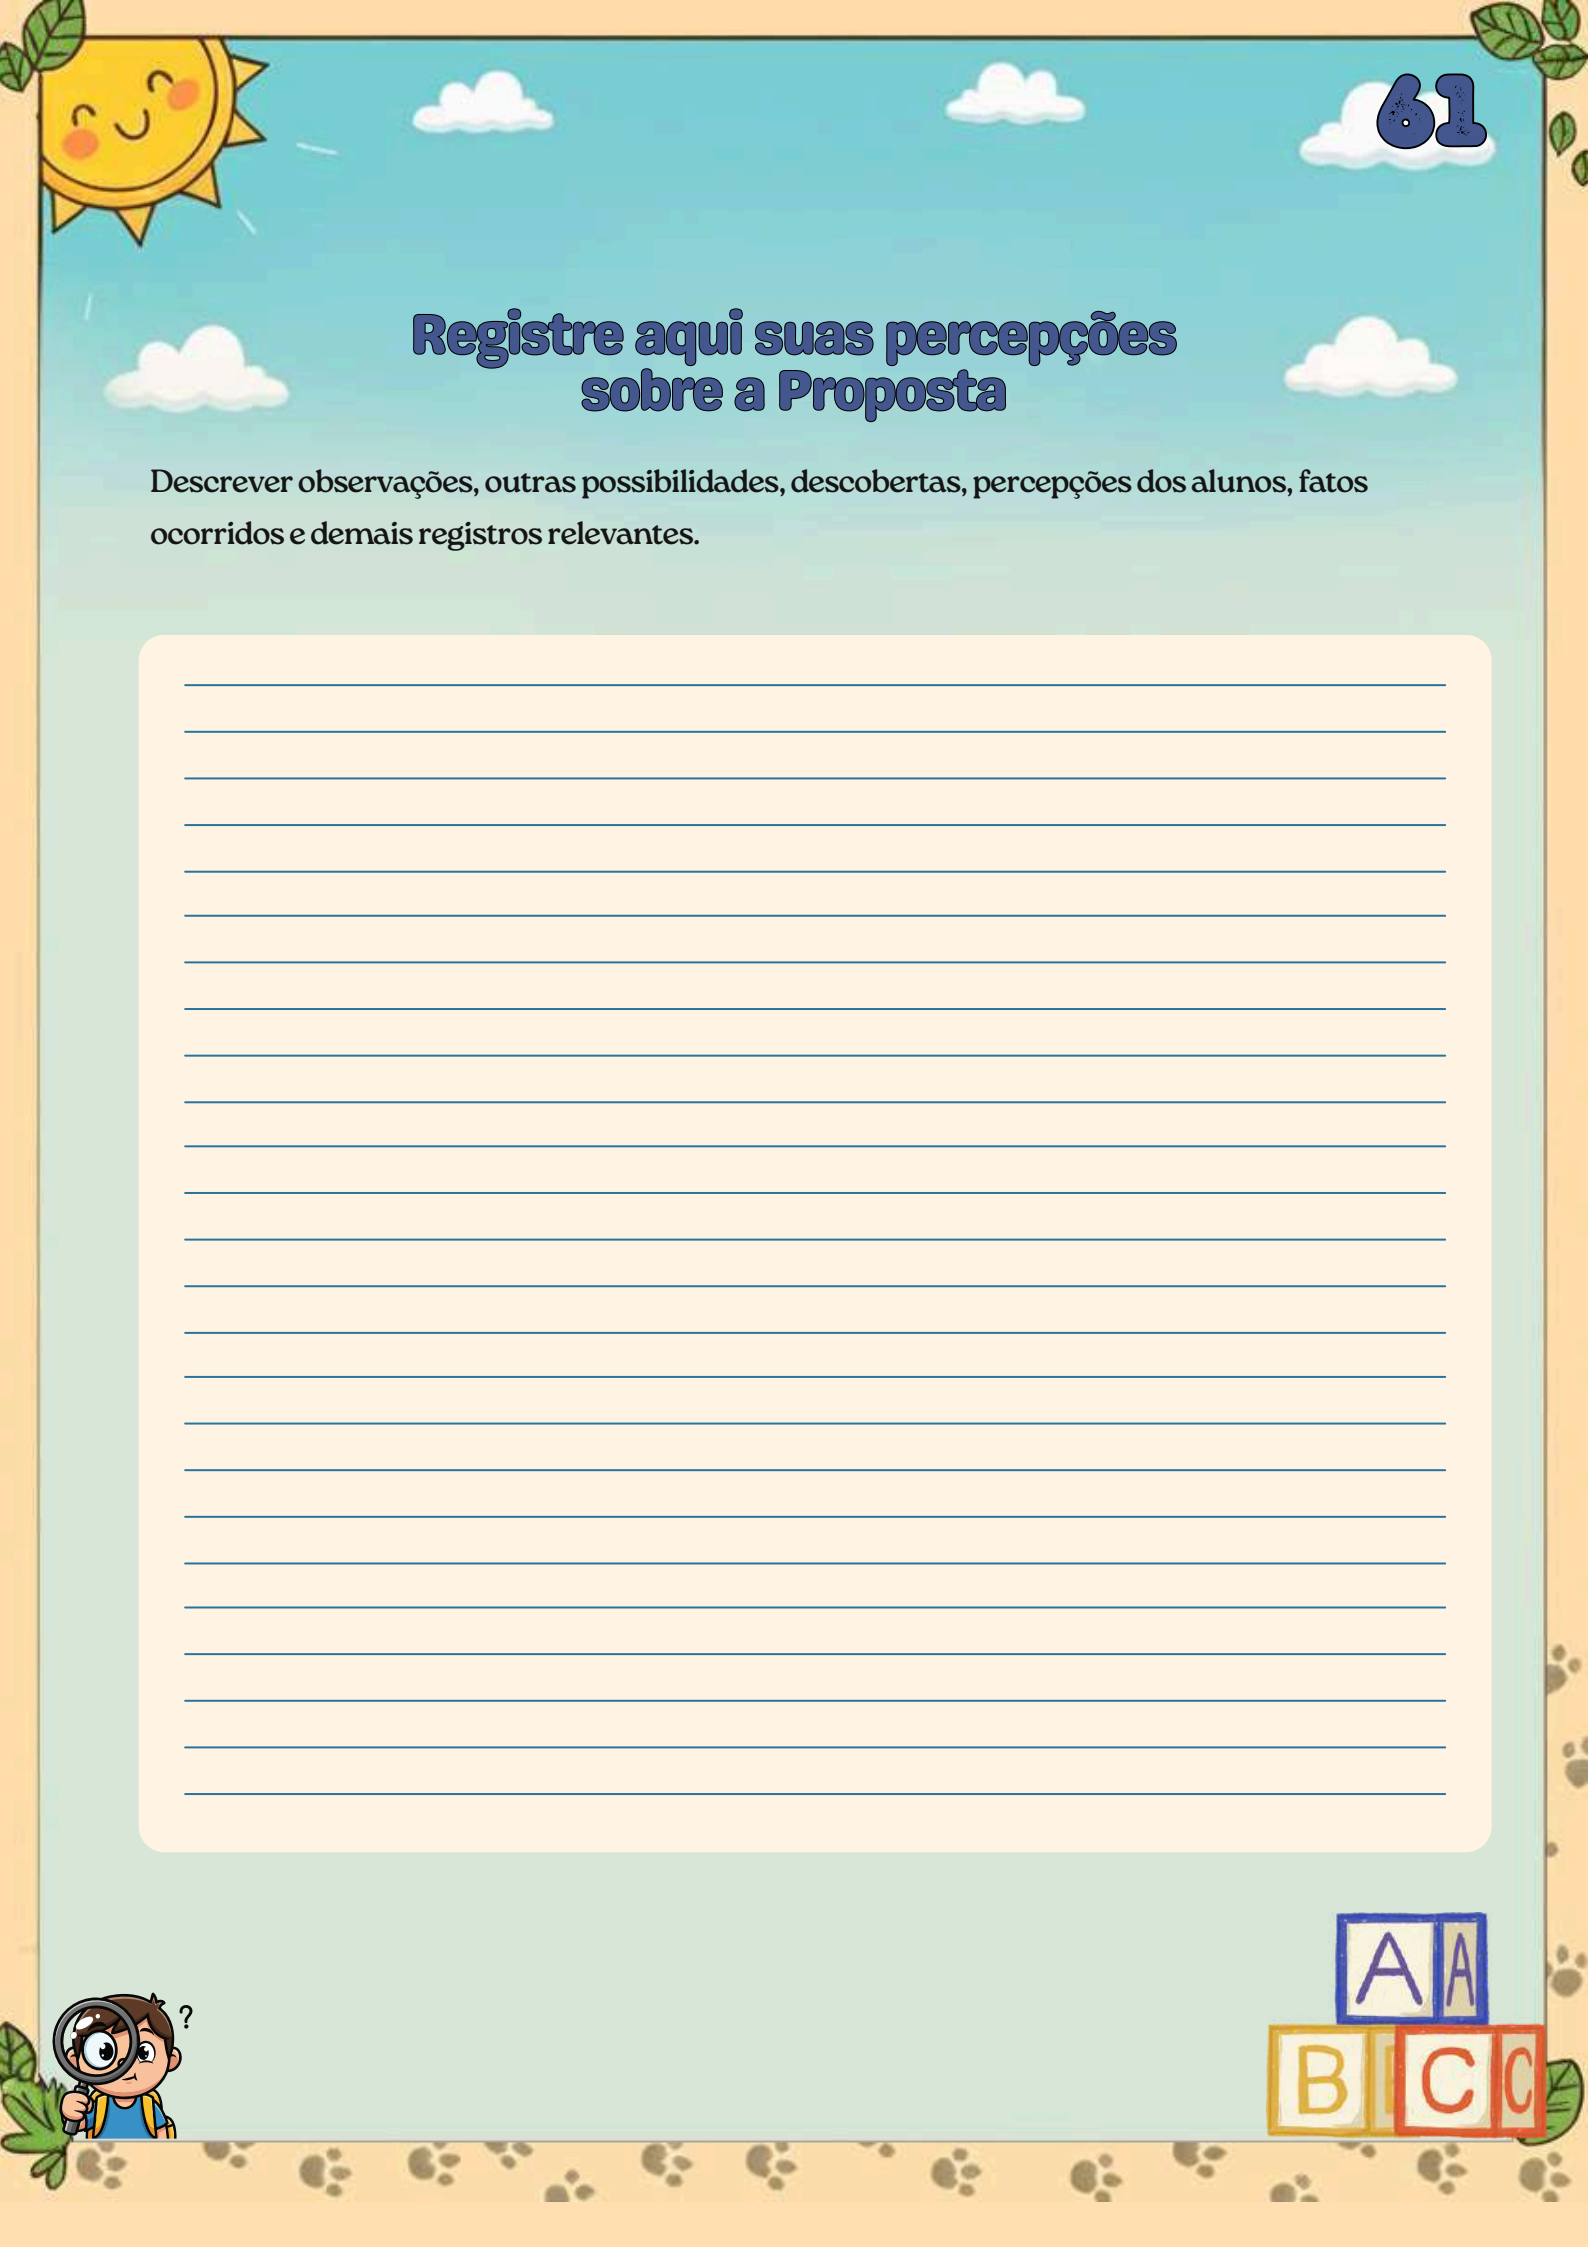 61
Registre aqui suas percepções
sobre a Proposta
Descrever observações, outras possibilidades, descobertas, percepções dos alunos, fatos
ocorridos e demais registros relevantes.
?
A A
B C C